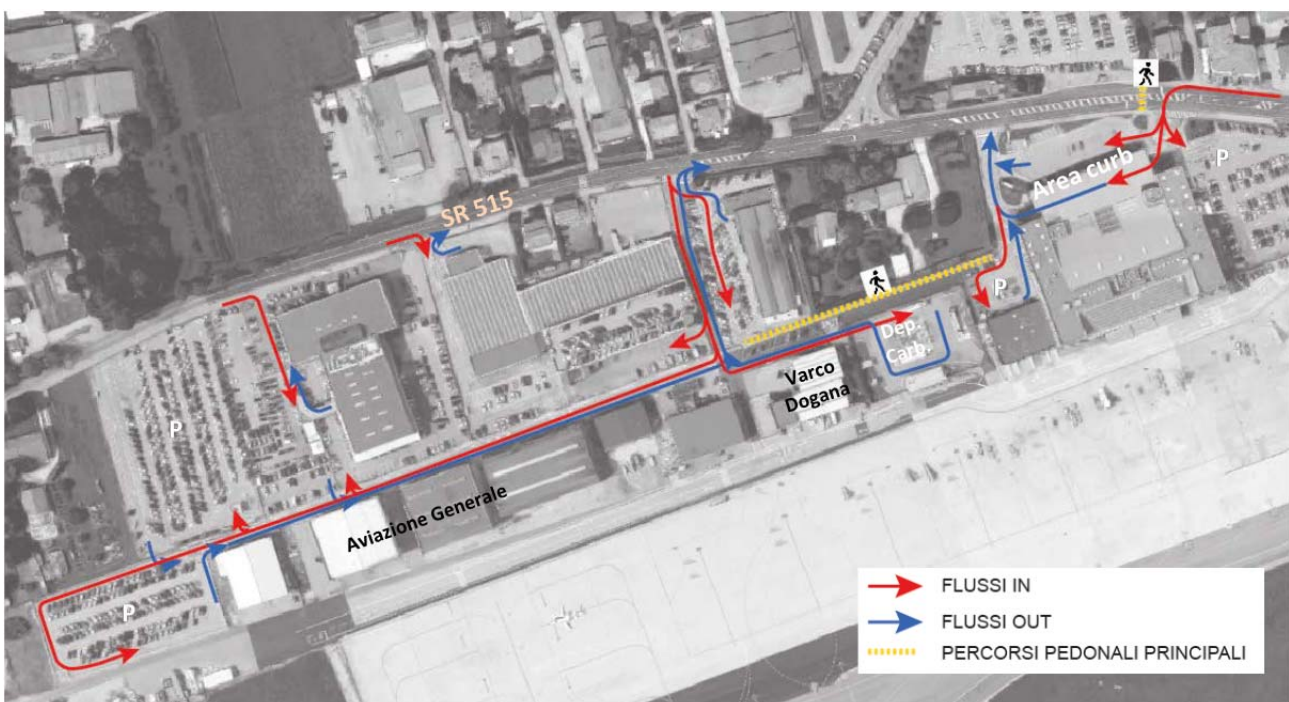 P
Area curb
SR 515
P
Dep.
Carb.
Varco
Dogana
P
Aviazione Generale
P
FLUSSI IN
FLUSSI OUT
PERCORSI PEDONALI PRINCIPALI